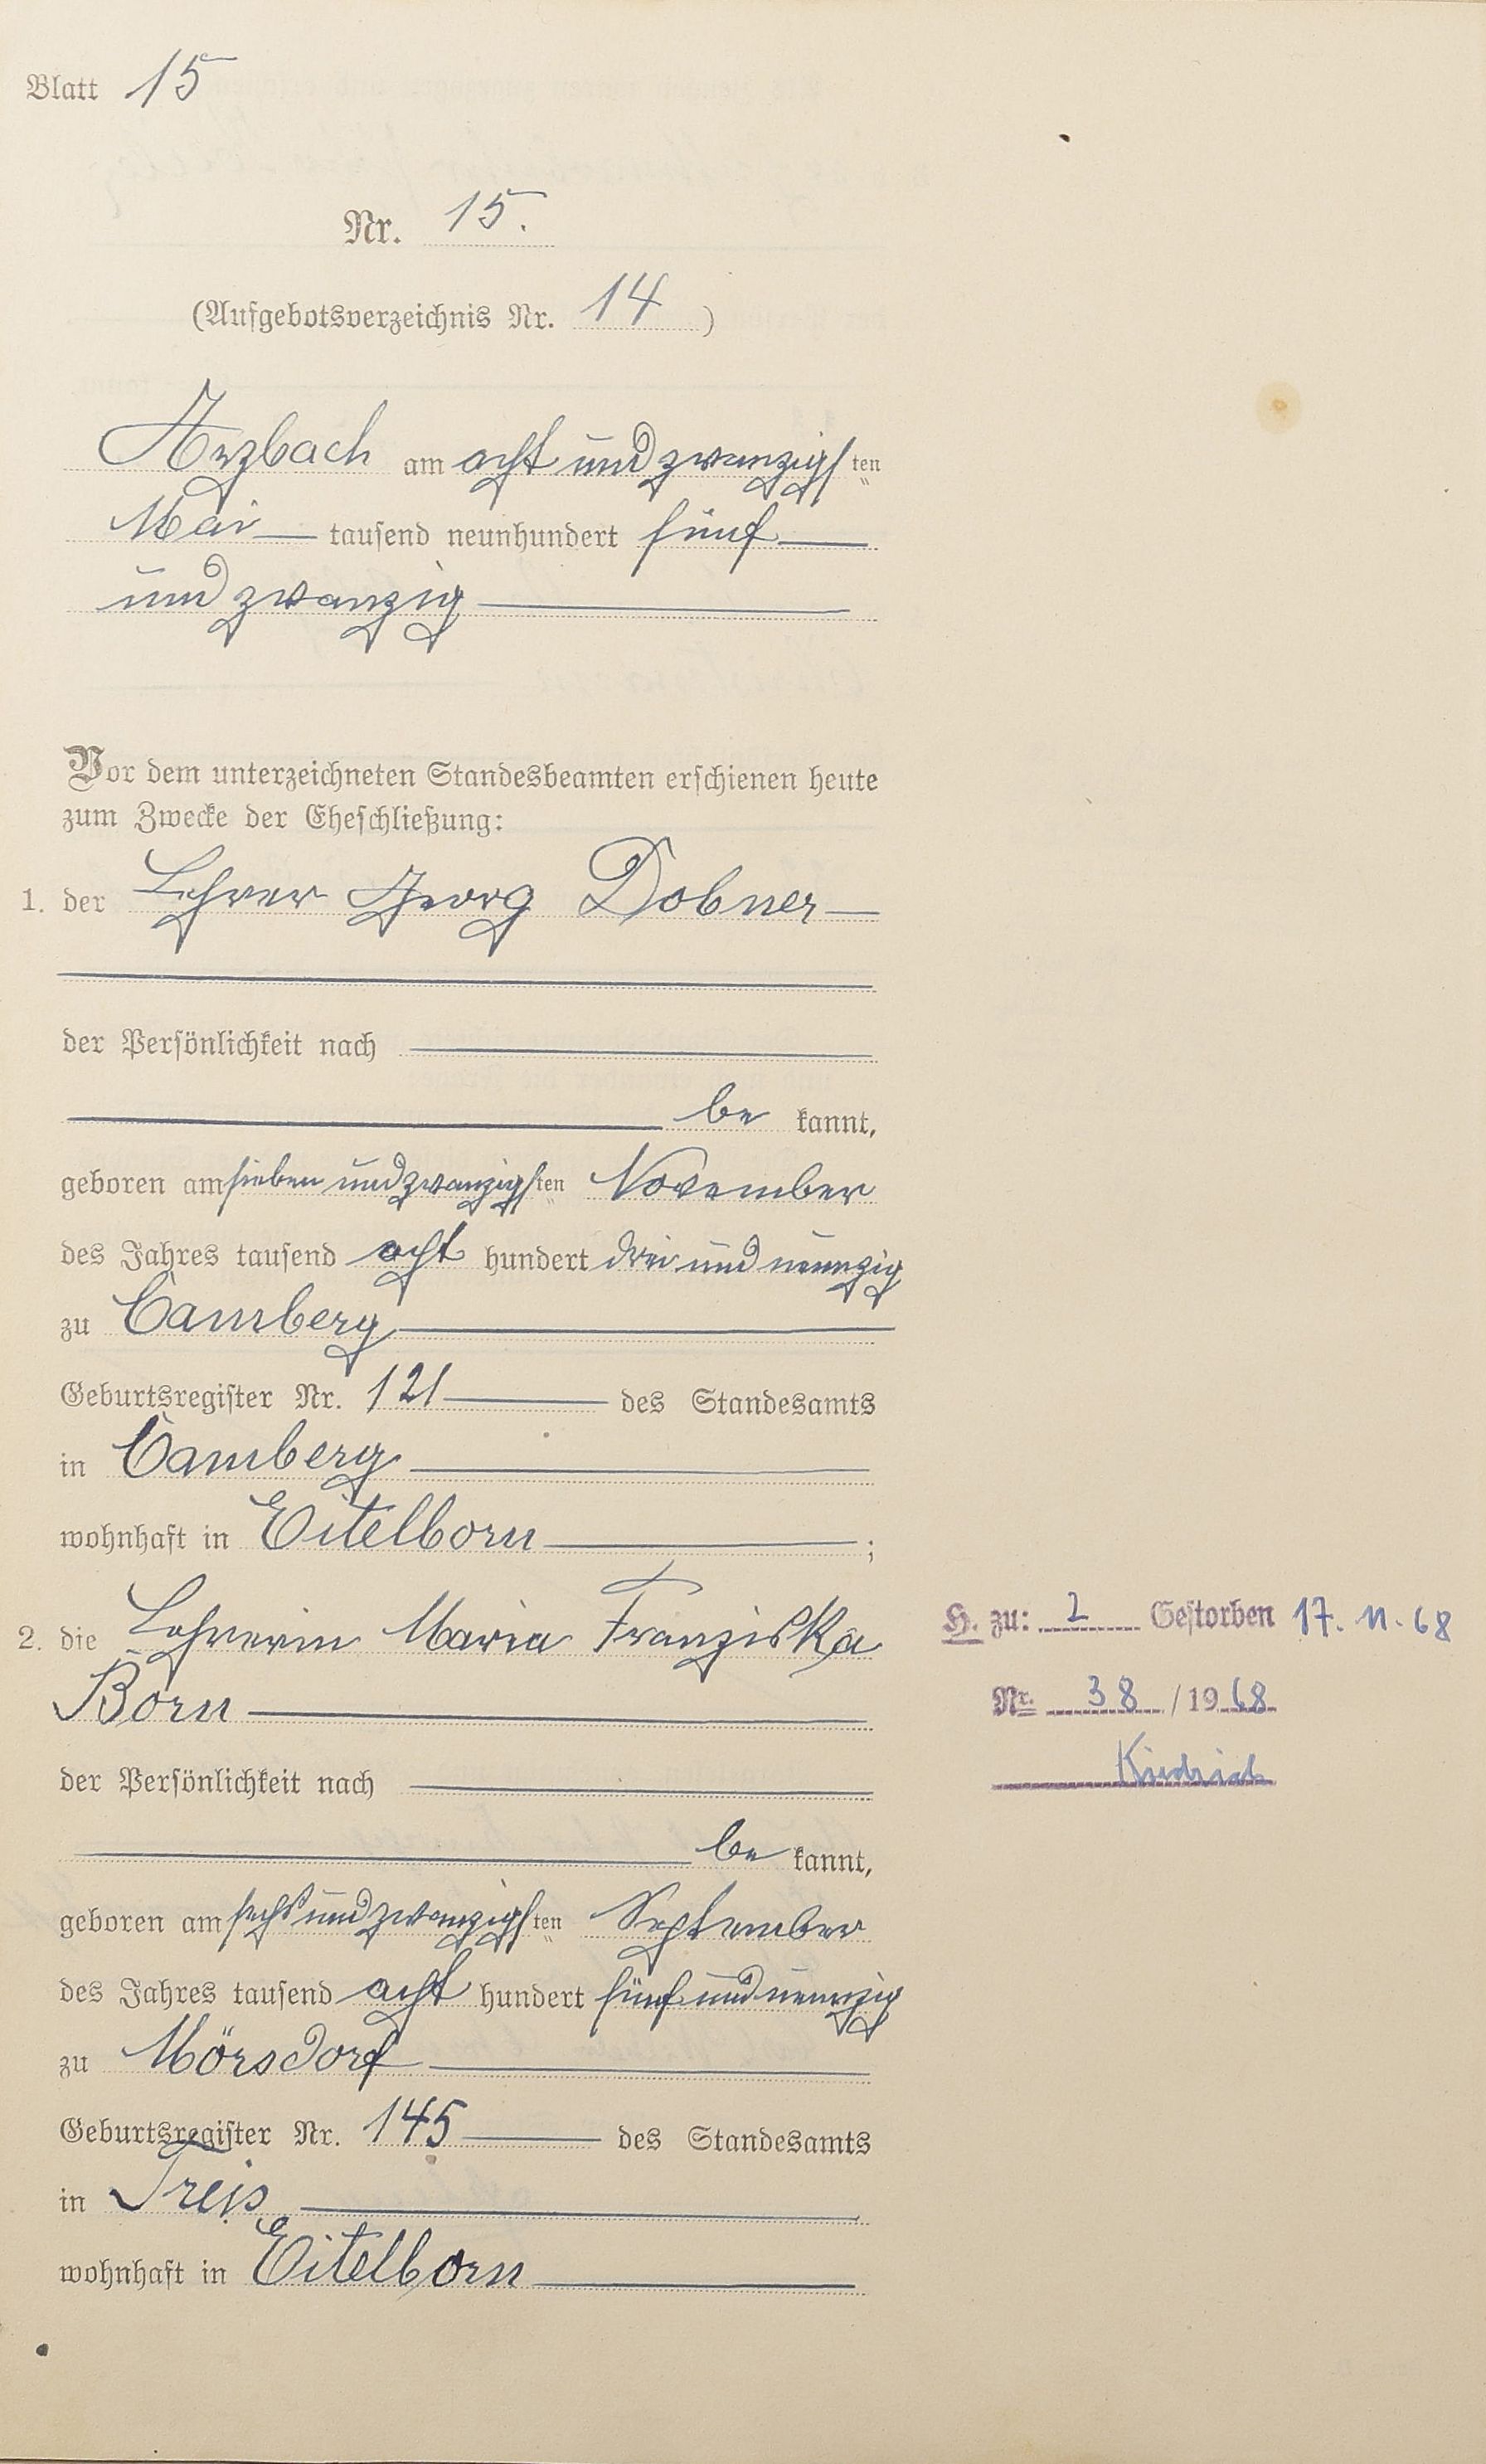 Blatt 15
Nr. 15.
(Aufgebotsverzeichnis Nr. 14)
Arzbach am acht und zwanzigsten
Mai tausend neunhundert fünf
und zwanzig
Vor dem unterzeichneten Standesbeamten erschienen heute
zum Zwecke der Eheschließung:
1. der Lehrer Georg Dobner
der Persönlichkeit nach
be kannt,
geboren am sieben und zwanzigsten November
des Jahres tausend acht hundert drei und neunzig
zu Camberg
Geburtsregister Nr. 121 des Standesamts
in Camberg
wohnhaft in Eitelborn ;
2. die Lehrerin Maria Franziska
Born
der Persönlichkeit nach
be kannt,
geboren am sechs und zwanzigsten September
des Jahres tausend acht hundert fünf und neunzig
zu Mörsdorf
Geburtsregister Nr. 145 des Standesamts
in Treis
wohnhaft in Eitelborn
H. zu: 2 Gestorben 17. 11. 68
Nr. 38 / 1968
Kiedrich